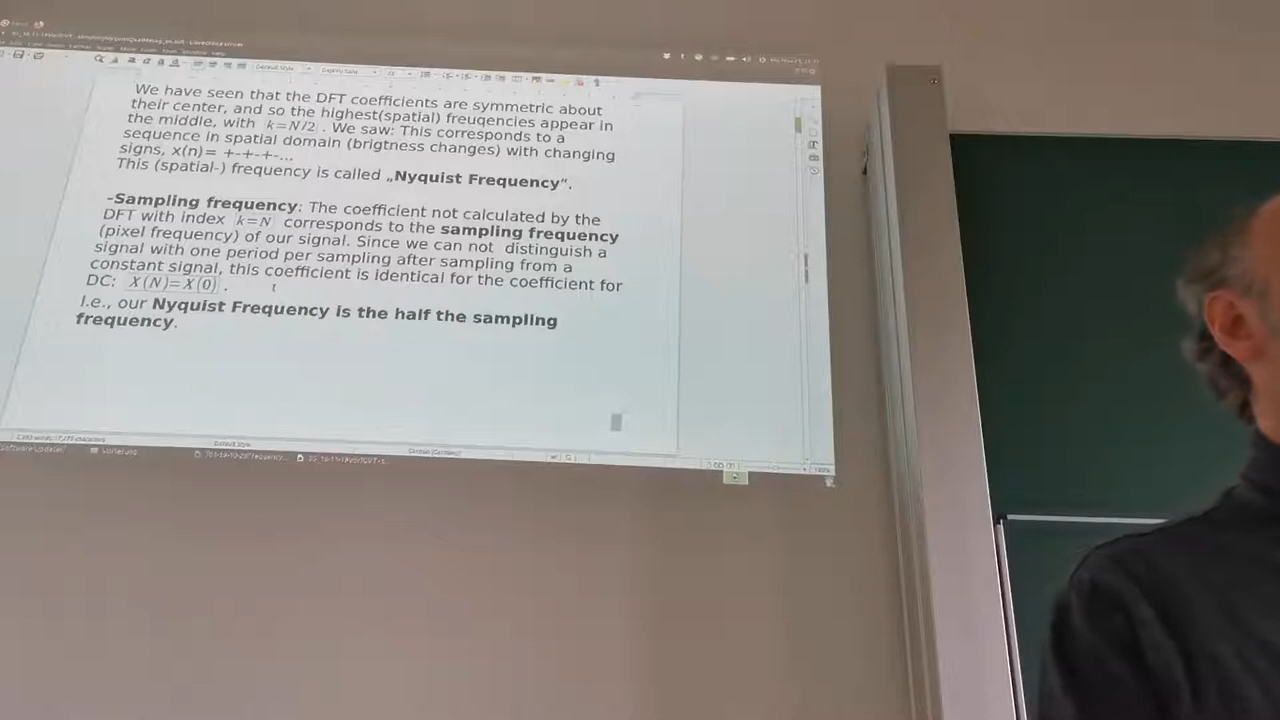 We have seen that the DFT coefficients are symmetric about
their center, and so the highest(spatial) freuqencies appear in
the middle, with k=N/2 . We saw: This corresponds to a
sequence in spatial domain (brigtness changes) with changing
signs, x(n)= +-+-+-...
This (spatial-) frequency is called „Nyquist Frequency“.
-Sampling frequency: The coefficient not calculated by the
DFT with index k=N corresponds to the sampling frequency
(pixel frequency) of our signal. Since we can not distinguish a
signal with one period per sampling after sampling from a
constant signal, this coefficient is identical for the coefficient for
DC: X(N)=X(0) .
I.e., our Nyquist Frequency is the half the sampling
frequency.
Default Style